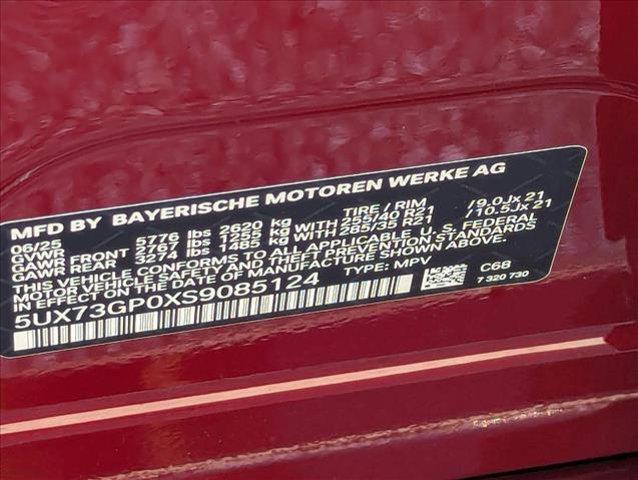 MFD BY BAYERISCHE MOTOREN WERKE AG
06/25 TIRE / RIM
GVWR 5776 lbs 2620 kg
GAWR FRONT 2767 lbs kg WITH 255/40 R21 /9.0Jx 21
GAWR REAR 3274 lbs 1485 kg WITH 285/35 R21 /10.5Jx 21
THIS VEHICLE CONFORMS TO ALL APPLICABLE U. S. FEDERAL
MOTOR VEHICLE SAFETY AND THEFT PREVENTION STANDARDS
IN EFFECT ON THE DATE OF MANUFACTURE SHOWN ABOVE.
5UX73GP0XS9085124 TYPE: MPV C68
7 320 730